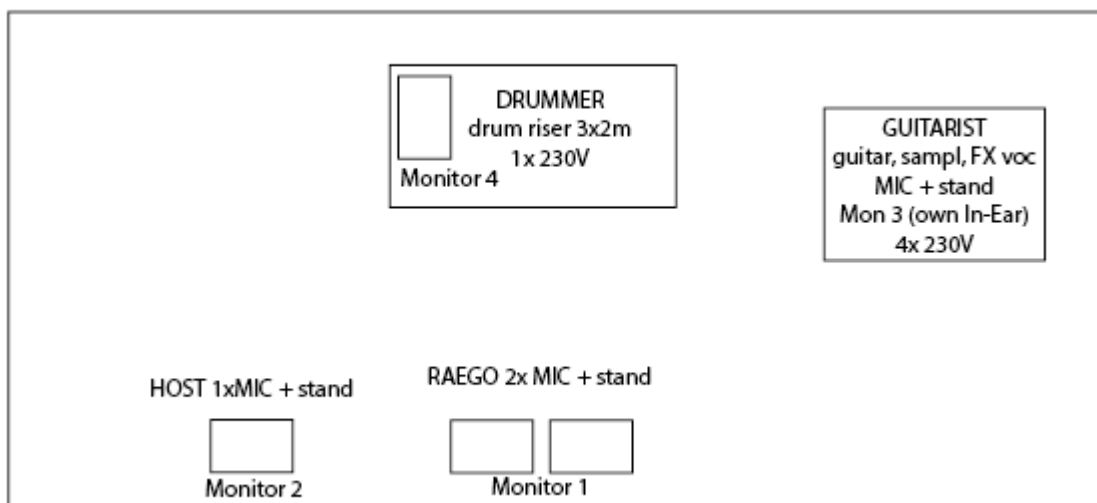 DRUMMER
drum riser 3x2m
1x 230V
Monitor 4
GUITARIST
guitar, sampl, FX voc
MIC + stand
Mon 3 (own In-Ear)
4x 230V
HOST 1xMIC + stand
RAEGO 2x MIC + stand
Monitor 2
Monitor 1